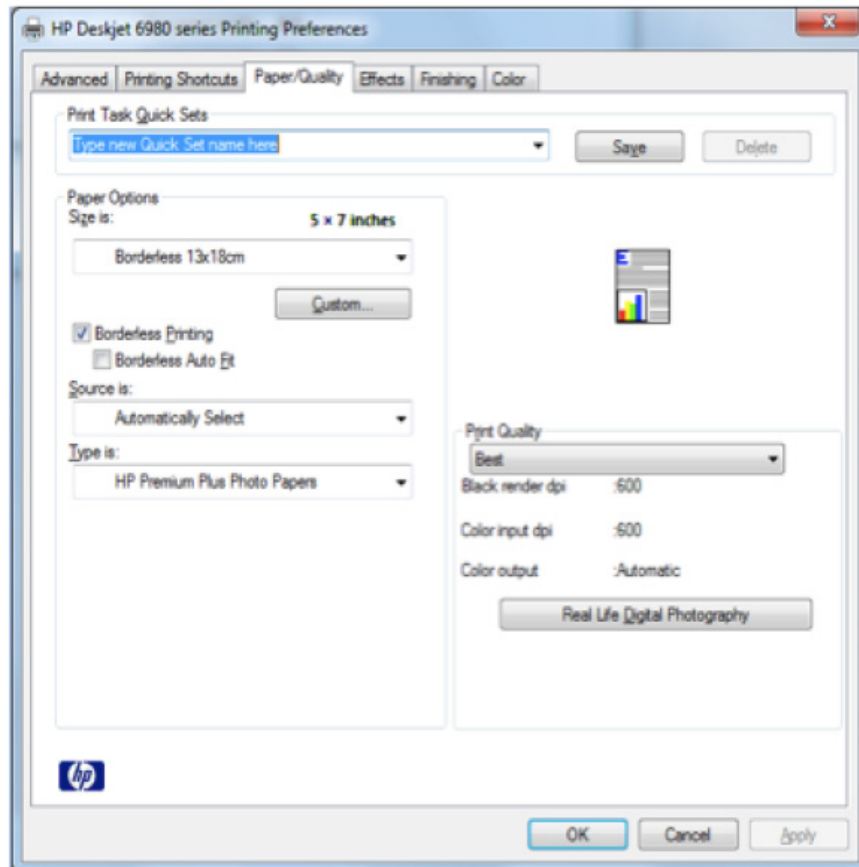 HP Deskjet 6980 series Printing Preferences
Advanced Printing Shortcuts Paper/Quality Effects Finishing Color
Print Task Quick Sets
Type new Quick Set name here Save Delete
Paper Options
Size is: 5 × 7 inches
Borderless 13x18cm
Custom...
Borderless Printing
Borderless Auto Fit
Source is:
Automatically Select
Type is:
HP Premium Plus Photo Papers
E
Print Quality
Best
Black render dpi :600
Color input dpi :600
Color output :Automatic
Real Life Digital Photography
hp
OK Cancel Apply